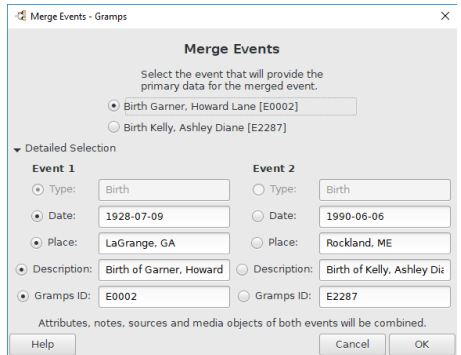 Merge Events - Gramps
Merge Events
Select the event that will provide the
primary data for the merged event.
Birth Garner, Howard Lane [E0002]
Birth Kelly, Ashley Diane [E2287]
Detailed Selection
Event 1 Event 2
Type: Birth Type: Birth
Date: 1928-07-09 Date: 1990-06-06
Place: LaGrange, GA Place: Rockland, ME
Description: Birth of Garner, Howard Description: Birth of Kelly, Ashley Dia
Gramps ID: E0002 Gramps ID: E2287
Attributes, notes, sources and media objects of both events will be combined.
Help Cancel OK